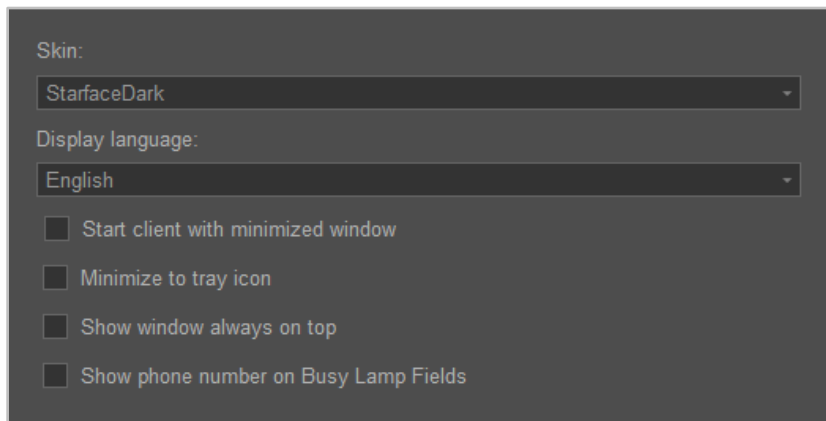 Skin:
StarfaceDark
Display language:
English
Start client with minimized window
Minimize to tray icon
Show window always on top
Show phone number on Busy Lamp Fields